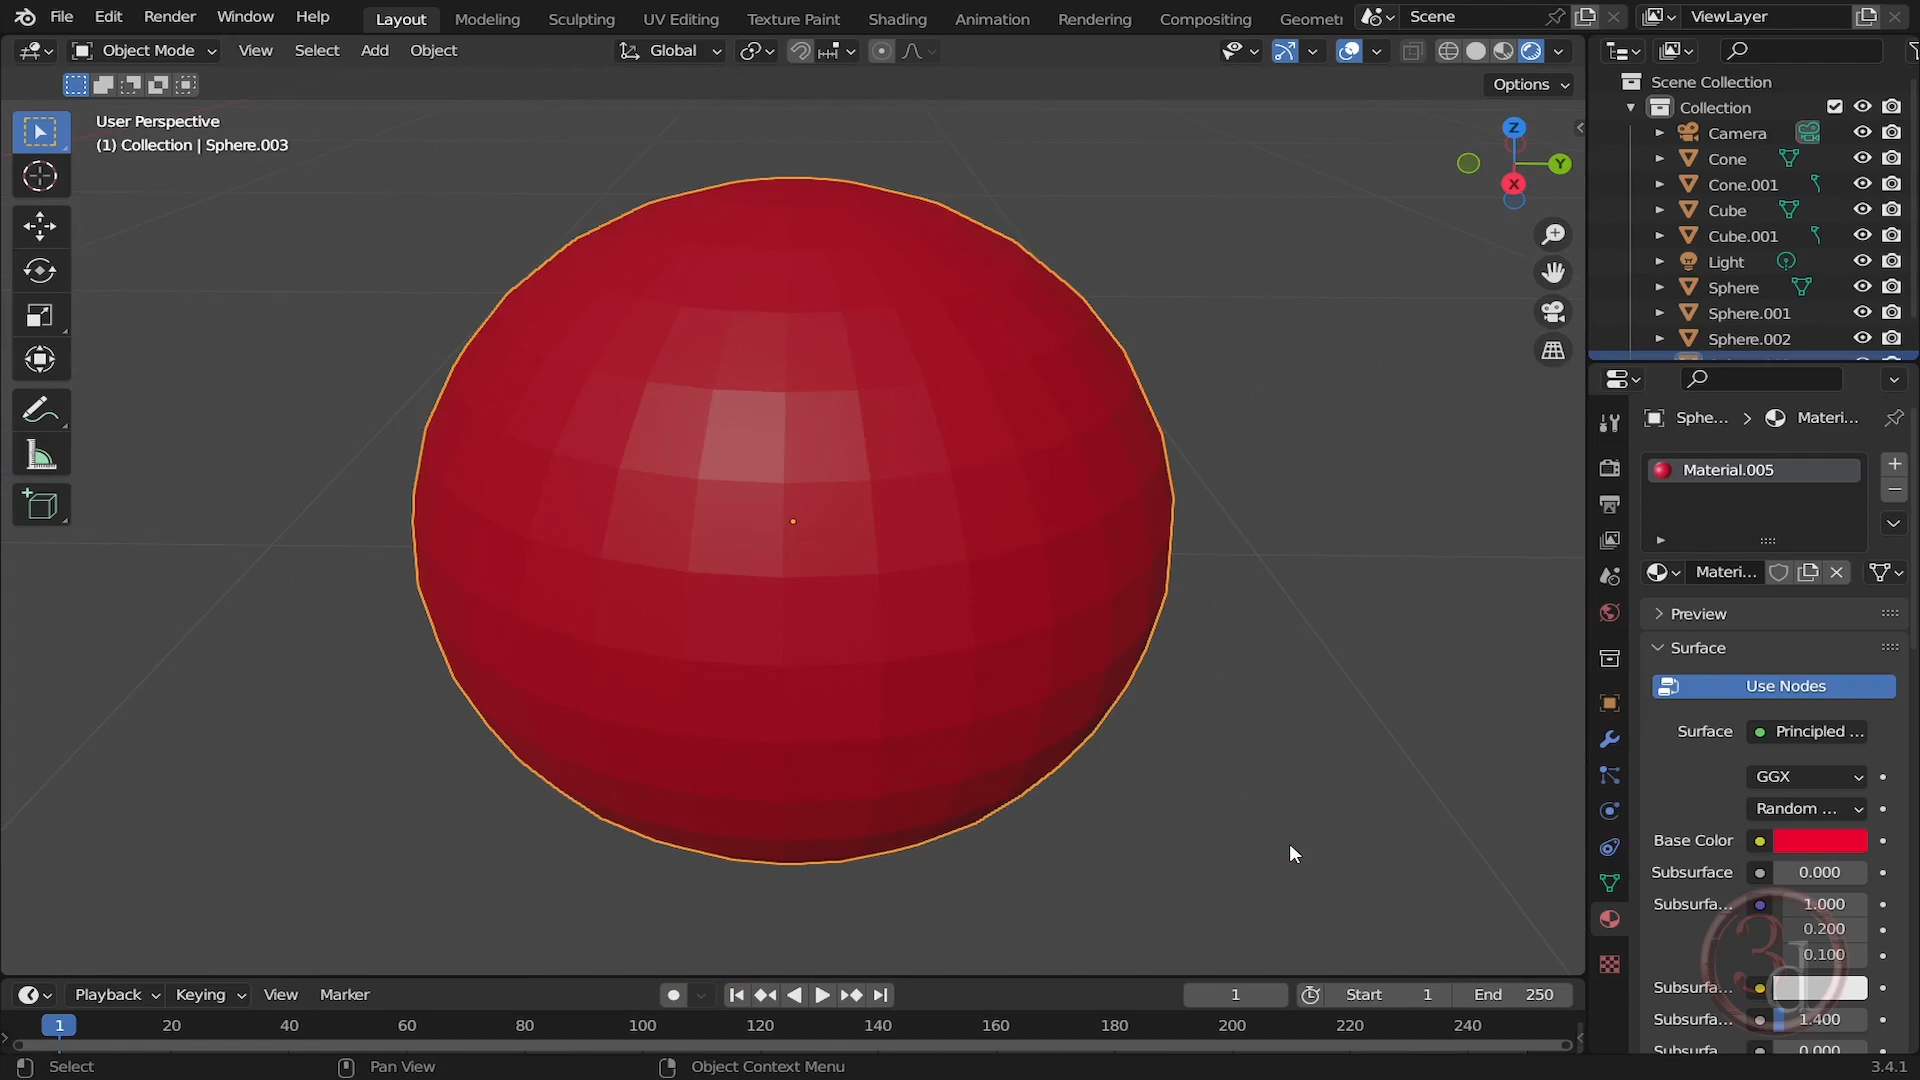 File Edit Render Window Help Layout Modeling Sculpting UV Editing Texture Paint Shading Animation Rendering Compositing Geomet Scene ViewLayer
Object Mode View Select Add Object Global
Options
User Perspective
(1) Collection | Sphere.003
Z
Y
X
Scene Collection
Collection
Camera
Cone
Cone.001
Cube
Cube.001
Light
Sphere
Sphere.001
Sphere.002
Sphe... Materi...
Material.005
Materi...
Preview
Surface
Use Nodes
Surface Principled ...
GGX
Random ...
Base Color
Subsurface 0.000
Subsurfa... 1.000
0.200
0.100
Subsurfa...
Subsurfa... 1.400
Subsurfa 0.000
3d
Playback Keying View Marker 1 Start 1 End 250
1 20 40 60 80 100 120 140 160 180 200 220 240
Select Pan View Object Context Menu 3.4.1